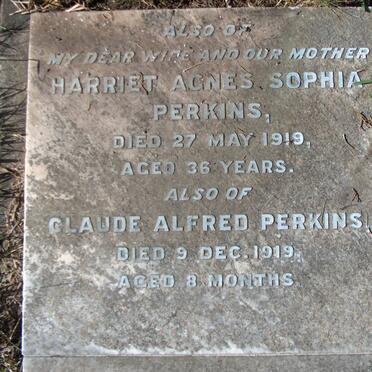 ALSO OF
MY DEAR WIFE AND OUR MOTHER
HARRIET AGNES SOPHIA
PERKINS,
DIED 27 MAY 1919,
AGED 36 YEARS.
ALSO OF
CLAUDE ALFRED PERKINS,
DIED 9 DEC. 1919.
AGED 8 MONTHS.